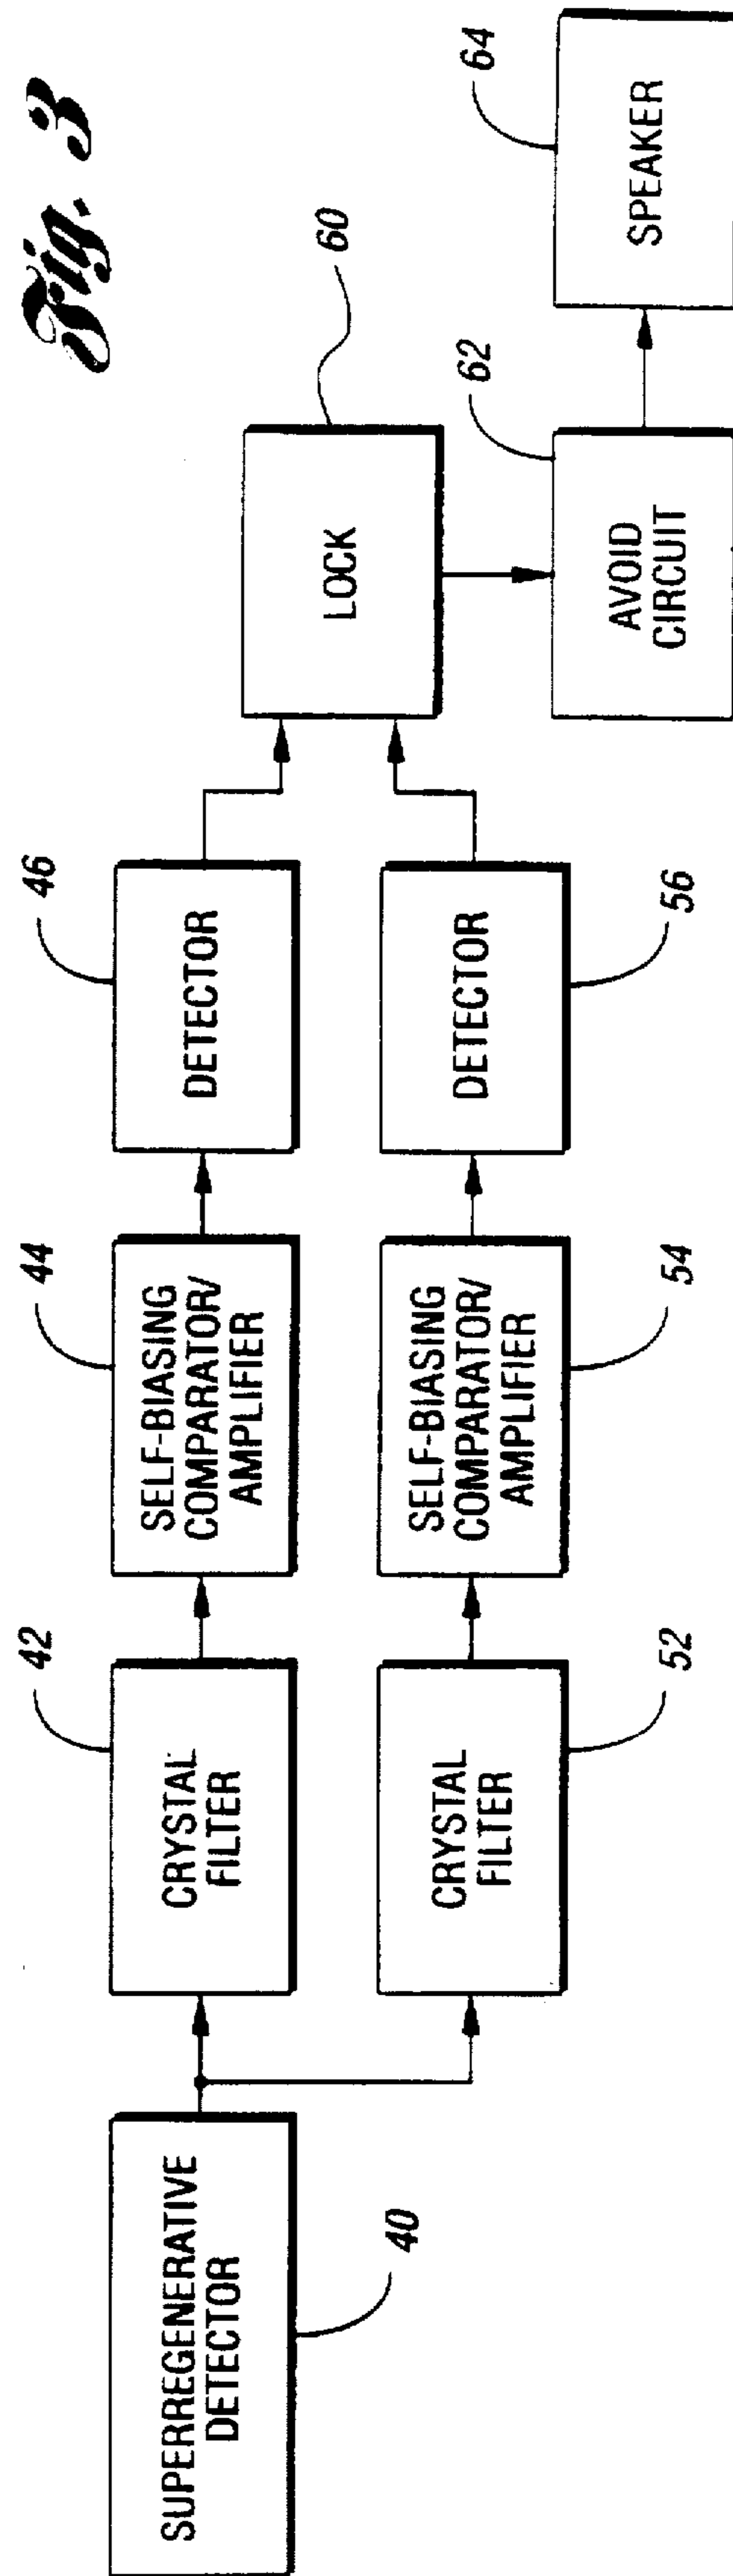 Fig. 3
SUPERREGENERATIVE
DETECTOR
40
CRYSTAL
FILTER
42
SELF-BIASING
COMPARATOR/
AMPLIFIER
44
DETECTOR
46
CRYSTAL
FILTER
52
SELF-BIASING
COMPARATOR/
AMPLIFIER
54
DETECTOR
56
LOCK
60
AVOID
CIRCUIT
62
SPEAKER
64